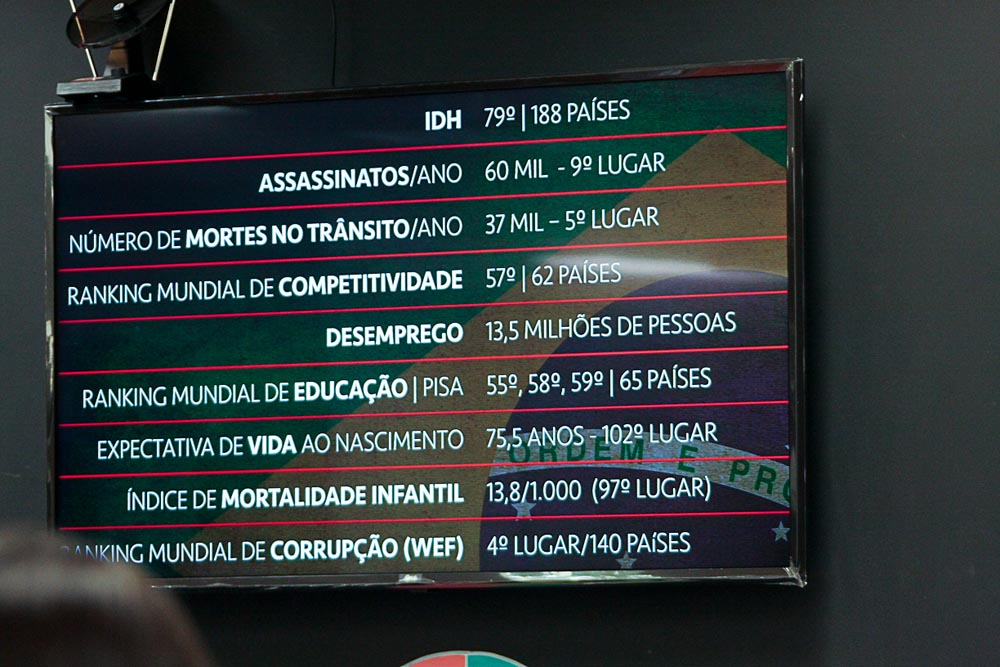 IDH 79º | 188 PAÍSES
ASSASSINATOS/ANO 60 MIL - 9º LUGAR
NÚMERO DE MORTES NO TRÂNSITO/ANO 37 MIL – 5º LUGAR
RANKING MUNDIAL DE COMPETITIVIDADE 57º | 62 PAÍSES
DESEMPREGO 13,5 MILHÕES DE PESSOAS
RANKING MUNDIAL DE EDUCAÇÃO | PISA 55º, 58º, 59º | 65 PAÍSES
EXPECTATIVA DE VIDA AO NASCIMENTO 75,5 ANOS - 102º LUGAR
ORDEM E PRO
ÍNDICE DE MORTALIDADE INFANTIL 13,8/1.000 (97º LUGAR)
RANKING MUNDIAL DE CORRUPÇÃO (WEF) 4º LUGAR/140 PAíSES